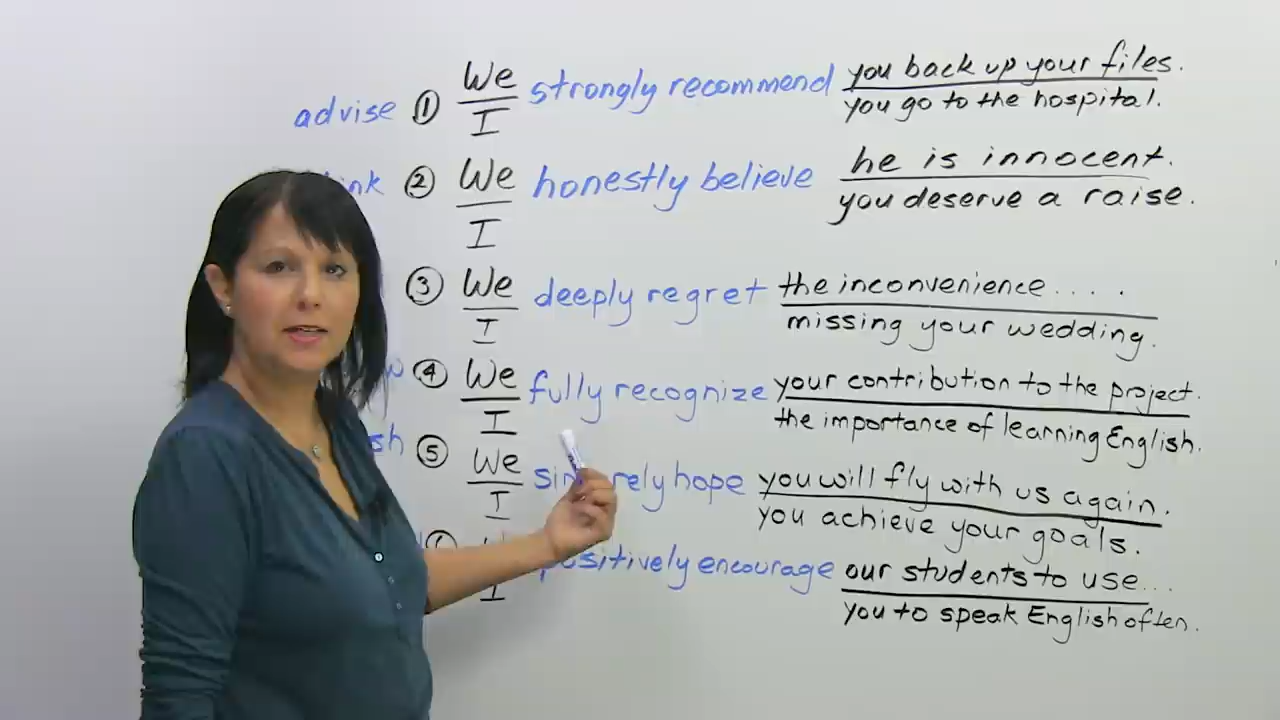 advise ① We strongly recommend you back up your files.
I you go to the hospital.
② We honestly believe he is innocent.
I you deserve a raise.
③ We deeply regret the inconvenience.....
I missing your wedding.
④ We fully recognize your contribution to the project.
I the importance of learning English.
⑤ We hope you will fly with us again.
I you achieve your goals.
positively encourage our students to use...
I you to speak English often.